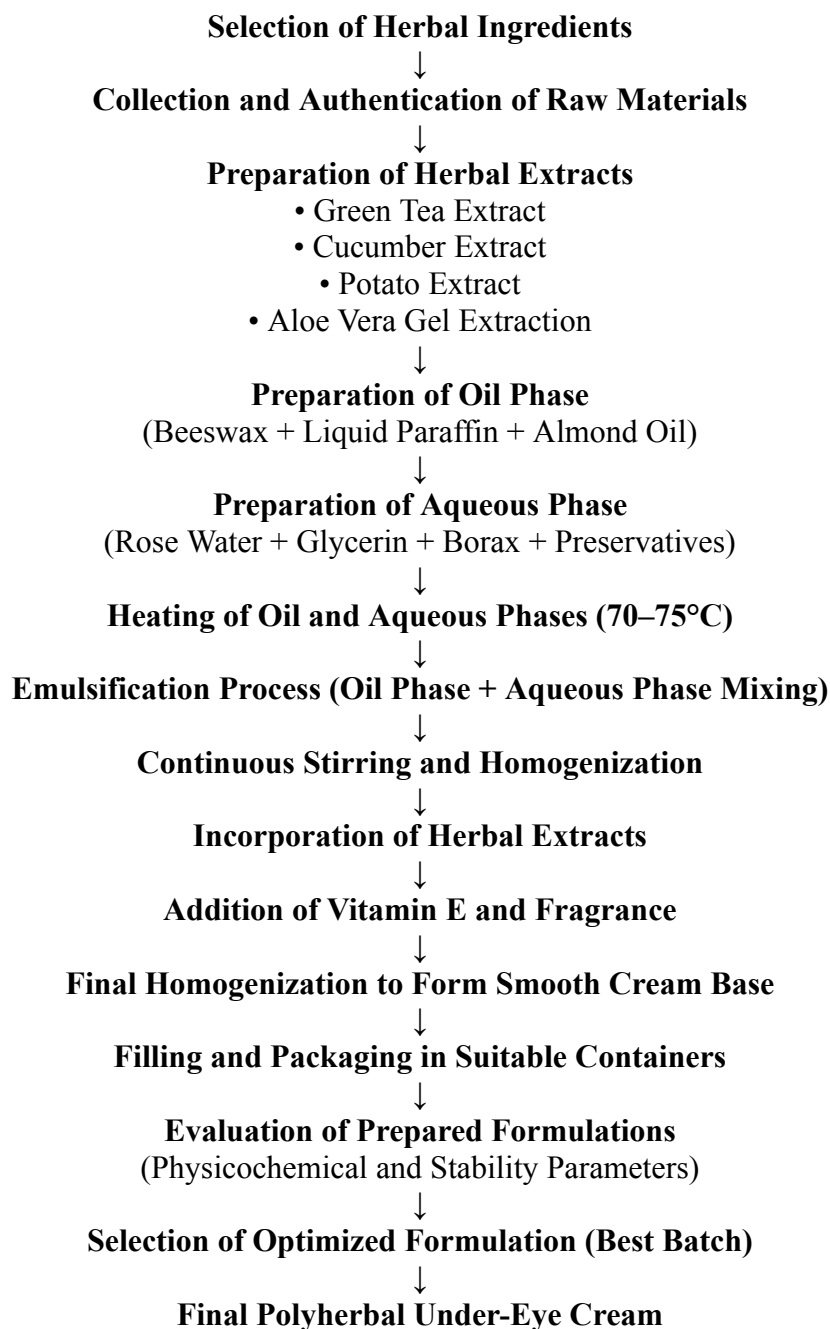 Selection of Herbal Ingredients
↓
Collection and Authentication of Raw Materials
↓
Preparation of Herbal Extracts
• Green Tea Extract
• Cucumber Extract
• Potato Extract
• Aloe Vera Gel Extraction
↓
Preparation of Oil Phase
(Beeswax + Liquid Paraffin + Almond Oil)
↓
Preparation of Aqueous Phase
(Rose Water + Glycerin + Borax + Preservatives)
↓
Heating of Oil and Aqueous Phases (70–75°C)
↓
Emulsification Process (Oil Phase + Aqueous Phase Mixing)
↓
Continuous Stirring and Homogenization
↓
Incorporation of Herbal Extracts
↓
Addition of Vitamin E and Fragrance
↓
Final Homogenization to Form Smooth Cream Base
↓
Filling and Packaging in Suitable Containers
↓
Evaluation of Prepared Formulations
(Physicochemical and Stability Parameters)
↓
Selection of Optimized Formulation (Best Batch)
↓
Final Polyherbal Under-Eye Cream